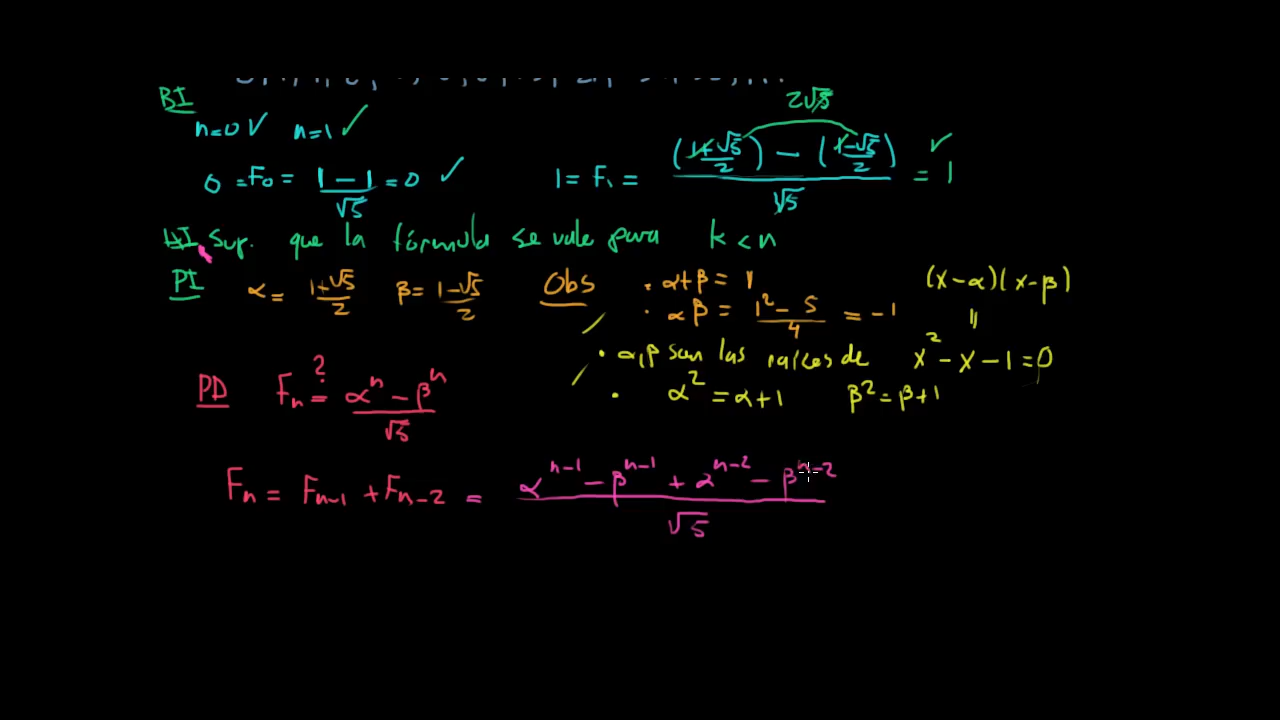 BI
n=0 ✓ n=1 ✓
0 = F₀ = (1 − 1)/√5 = 0 ✓ 1 = F₁ = ((1+√5)/2) − ((1−√5)/2) / √5 = 1 ✓
2√5
HI Sup. que la fórmula se vale para k < n
PI α = (1+√5)/2 β = (1−√5)/2 Obs · α+β = 1 (x−α)(x−β)
· αβ = (1² − 5)/4 = −1 ||
· α,β son las raíces de x² − x − 1 = 0
· α² = α+1 β² = β+1
PD Fₙ =? (αⁿ − βⁿ)/√5
Fₙ = Fₙ₋₁ + Fₙ₋₂ = (αⁿ⁻¹ − βⁿ⁻¹ + αⁿ⁻² − βⁿ⁻²)/√5